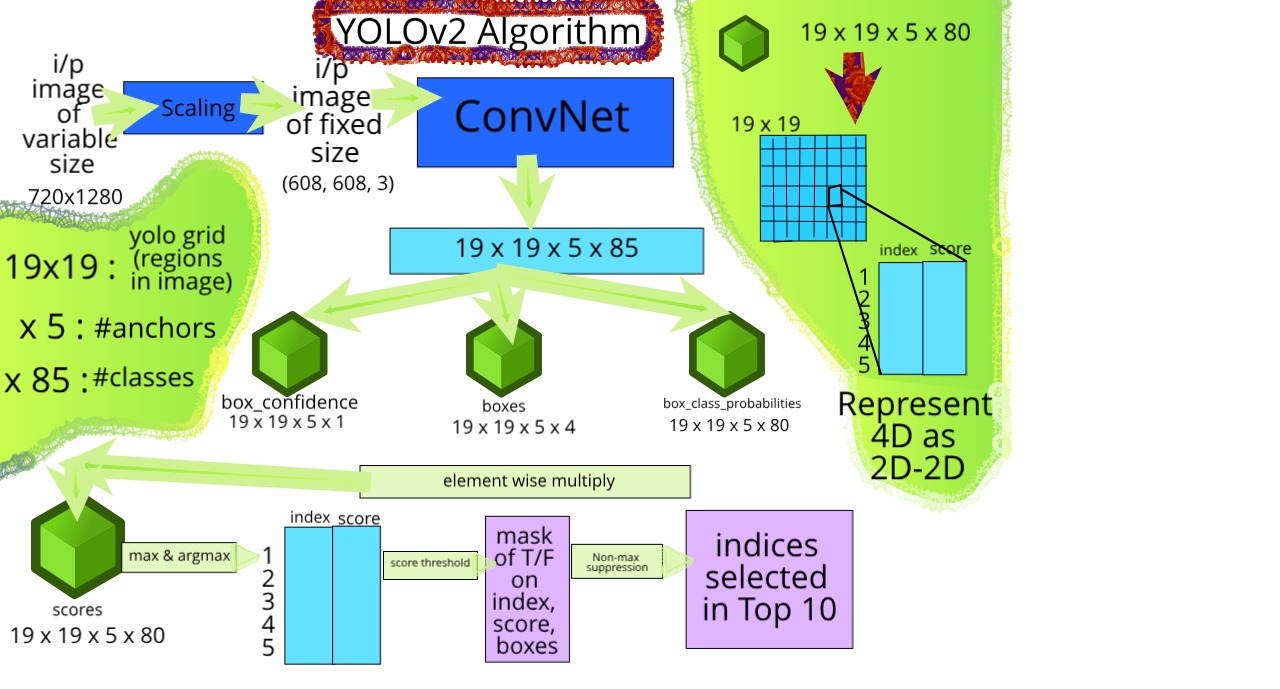 YOLOv2 Algorithm
i/p
image
of
variable
size
720x1280
Scaling
i/p
image
of fixed
size
(608, 608, 3)
ConvNet
19 x 19 x 5 x 85
19x19 :
yolo grid
(regions
in image)
x 5 : #anchors
x 85 : #classes
box_confidence
19 x 19 x 5 x 1
boxes
19 x 19 x 5 x 4
box_class_probabilities
19 x 19 x 5 x 80
19 x 19 x 5 x 80
19 x 19
index score
1
2
3
4
5
Represent
4D as
2D-2D
element wise multiply
scores
19 x 19 x 5 x 80
max & argmax
index score
1
2
3
4
5
score threshold
mask
of T/F
on
index,
score,
boxes
Non-max
suppression
indices
selected
in Top 10